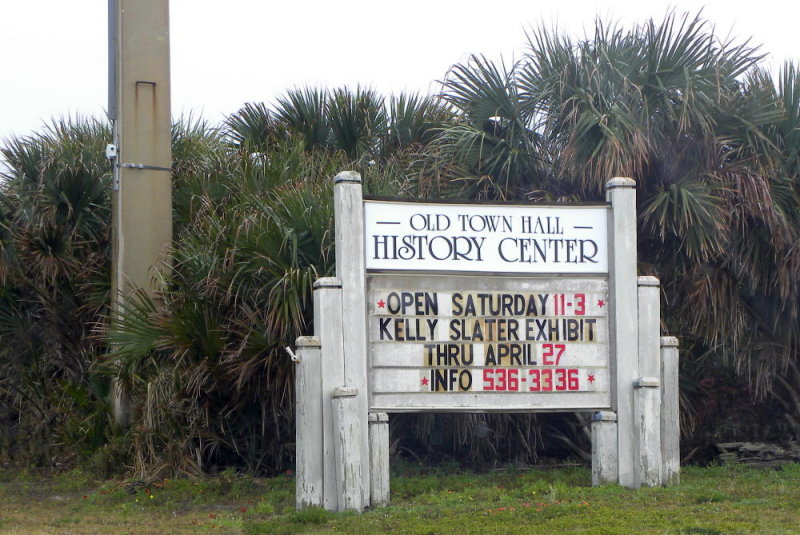 — OLD TOWN HALL —
HISTORY CENTER
★OPEN SATURDAY 11-3 ★
KELLY SLATER EXHIBIT
THRU APRIL 27
★INFO 536-3336 ★